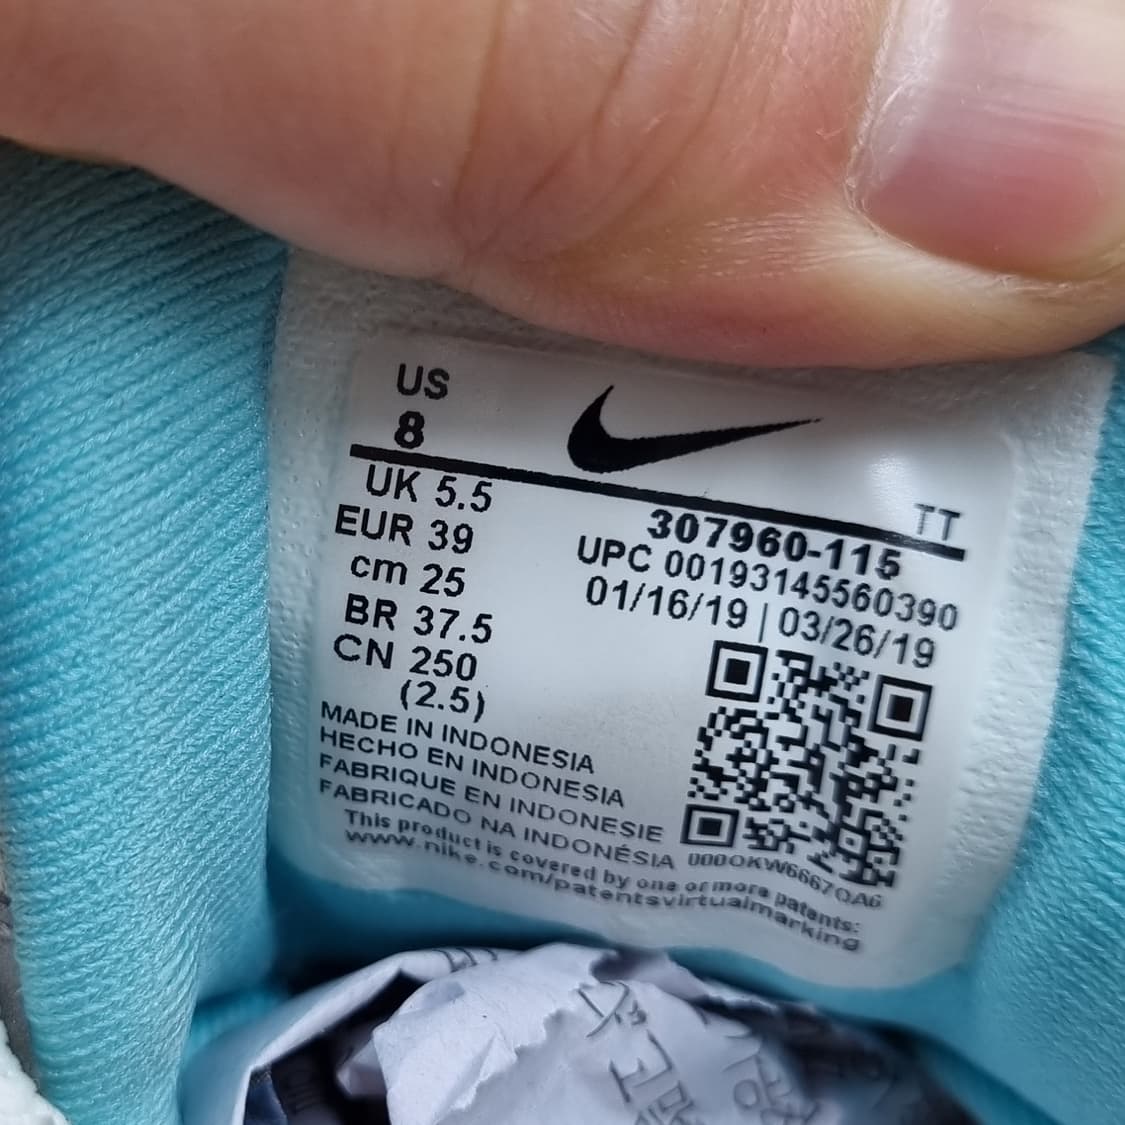 US
8
UK 5.5
EUR 39
cm 25
BR 37.5
CN 250
(2.5)
TT
307960-115
UPC 00193145560390
01/16/19 | 03/26/19
MADE IN INDONESIA
HECHO EN INDONESIA
FABRIQUE EN INDONESIE
FABRICADO NA INDONÉSIA
000OKW6667QA6
This product is covered by one or more patents:
www.nike.com/patentsvirtualmarking